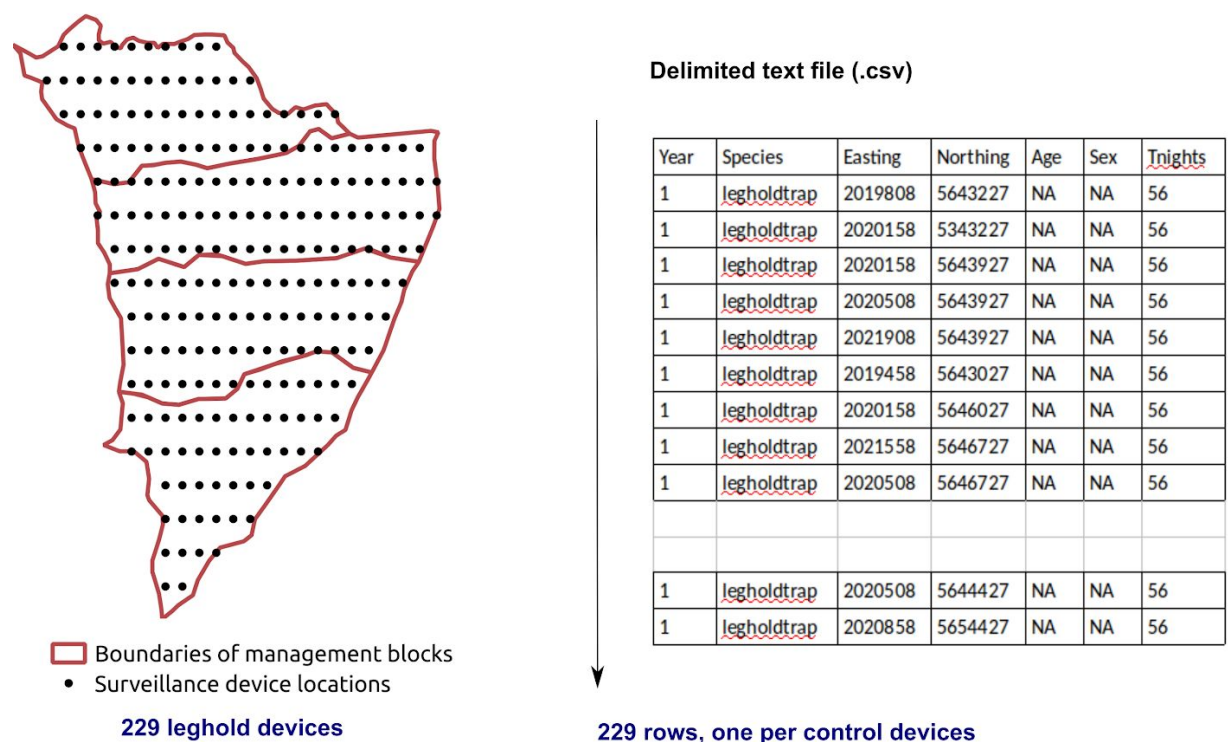 Delimited text file (.csv)
Year Species Easting Northing Age Sex Tnights
1 legholdtrap 2019808 5643227 NA NA 56
1 legholdtrap 2020158 5343227 NA NA 56
1 legholdtrap 2020158 5643927 NA NA 56
1 legholdtrap 2020508 5643927 NA NA 56
1 legholdtrap 2021908 5643927 NA NA 56
1 legholdtrap 2019458 5643027 NA NA 56
1 legholdtrap 2020158 5646027 NA NA 56
1 legholdtrap 2021558 5646727 NA NA 56
1 legholdtrap 2020508 5646727 NA NA 56
1 legholdtrap 2020508 5644427 NA NA 56
1 legholdtrap 2020858 5654427 NA NA 56
Boundaries of management blocks
Surveillance device locations
229 leghold devices
229 rows, one per control devices